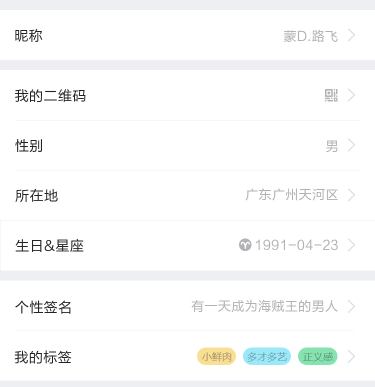 昵称 蒙D.路飞
我的二维码
性别 男
所在地 广东广州天河区
生日&星座 1991-04-23
个性签名 有一天成为海贼王的男人
我的标签 小鲜肉 多才多艺 正义感